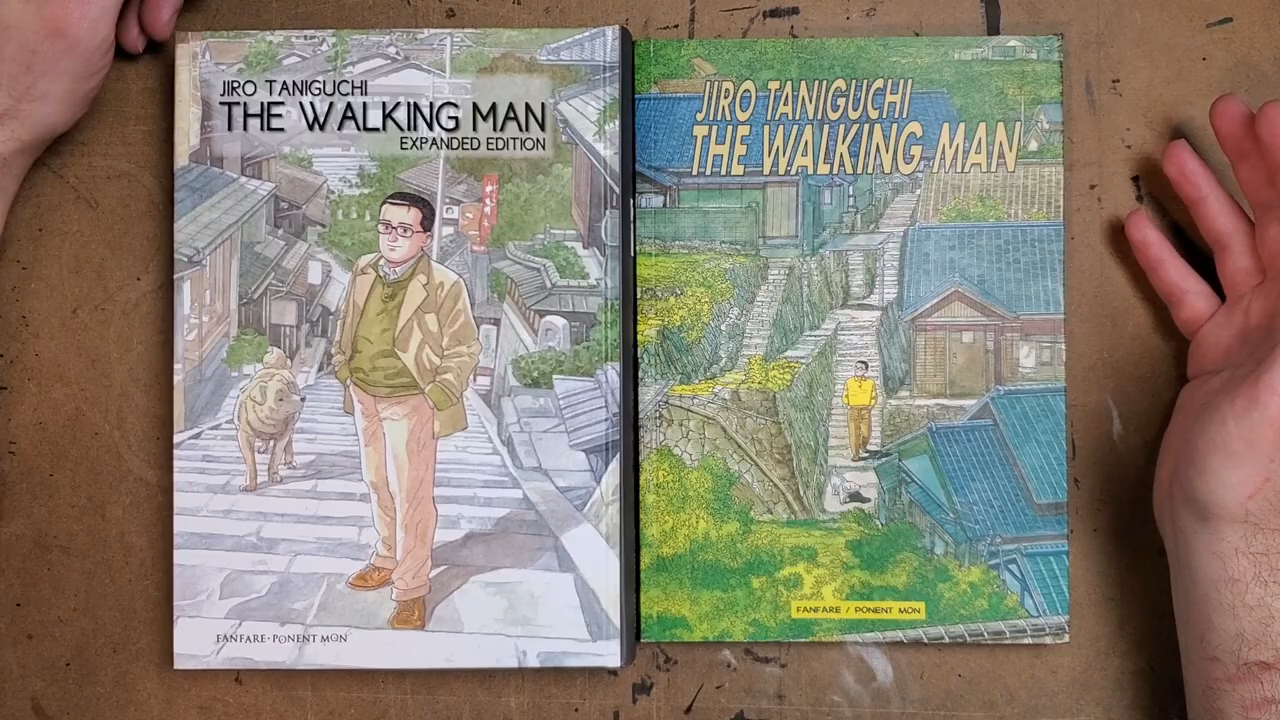 JIRO TANIGUCHI
THE WALKING MAN
EXPANDED EDITION
FANFARE · PONENT MON
JIRO TANIGUCHI
THE WALKING MAN
FANFARE / PONENT MON